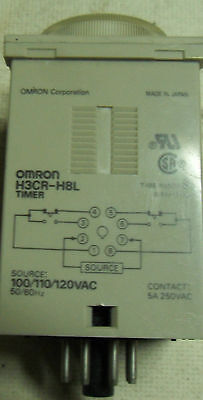 OMRON Corporation MADE IN JAPAN
omron
H3CR-H8L
TIMER
4 5
3 6
2 7
1 8
SOURCE
SOURCE: CONTACT:
100/110/120VAC 5A 250VAC
50/60Hz